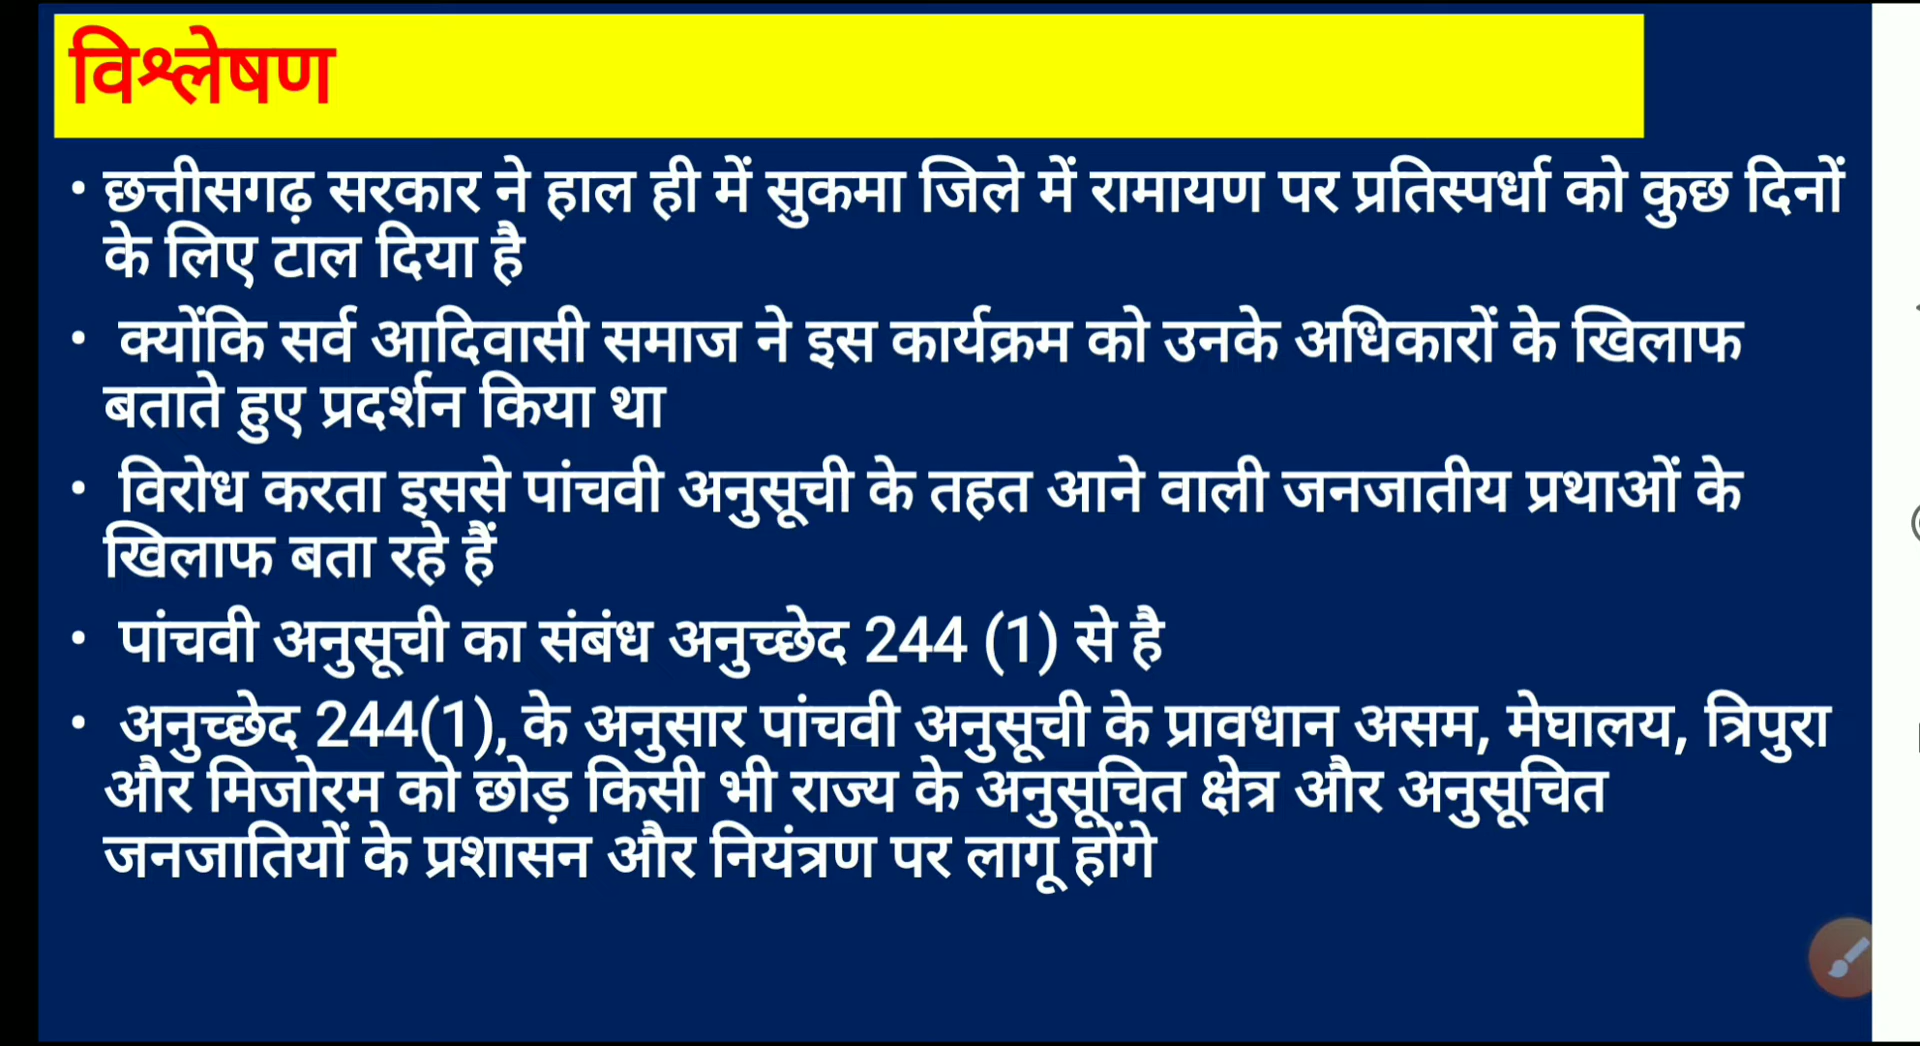 विश्लेषण
• छत्तीसगढ़ सरकार ने हाल ही में सुकमा जिले में रामायण पर प्रतिस्पर्धा को कुछ दिनों
के लिए टाल दिया है
• क्योंकि सर्व आदिवासी समाज ने इस कार्यक्रम को उनके अधिकारों के खिलाफ
बताते हुए प्रदर्शन किया था
• विरोध करता इससे पांचवी अनुसूची के तहत आने वाली जनजातीय प्रथाओं के
खिलाफ बता रहे हैं
• पांचवी अनुसूची का संबंध अनुच्छेद 244 (1) से है
• अनुच्छेद 244(1), के अनुसार पांचवी अनुसूची के प्रावधान असम, मेघालय, त्रिपुरा
और मिजोरम को छोड़ किसी भी राज्य के अनुसूचित क्षेत्र और अनुसूचित
जनजातियों के प्रशासन और नियंत्रण पर लागू होंगे